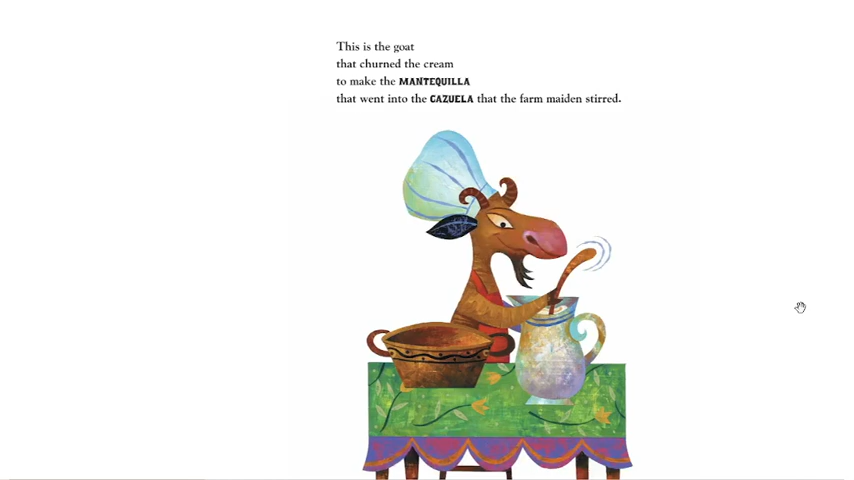 This is the goat
that churned the cream
to make the MANTEQUILLA
that went into the CAZUELA that the farm maiden stirred.